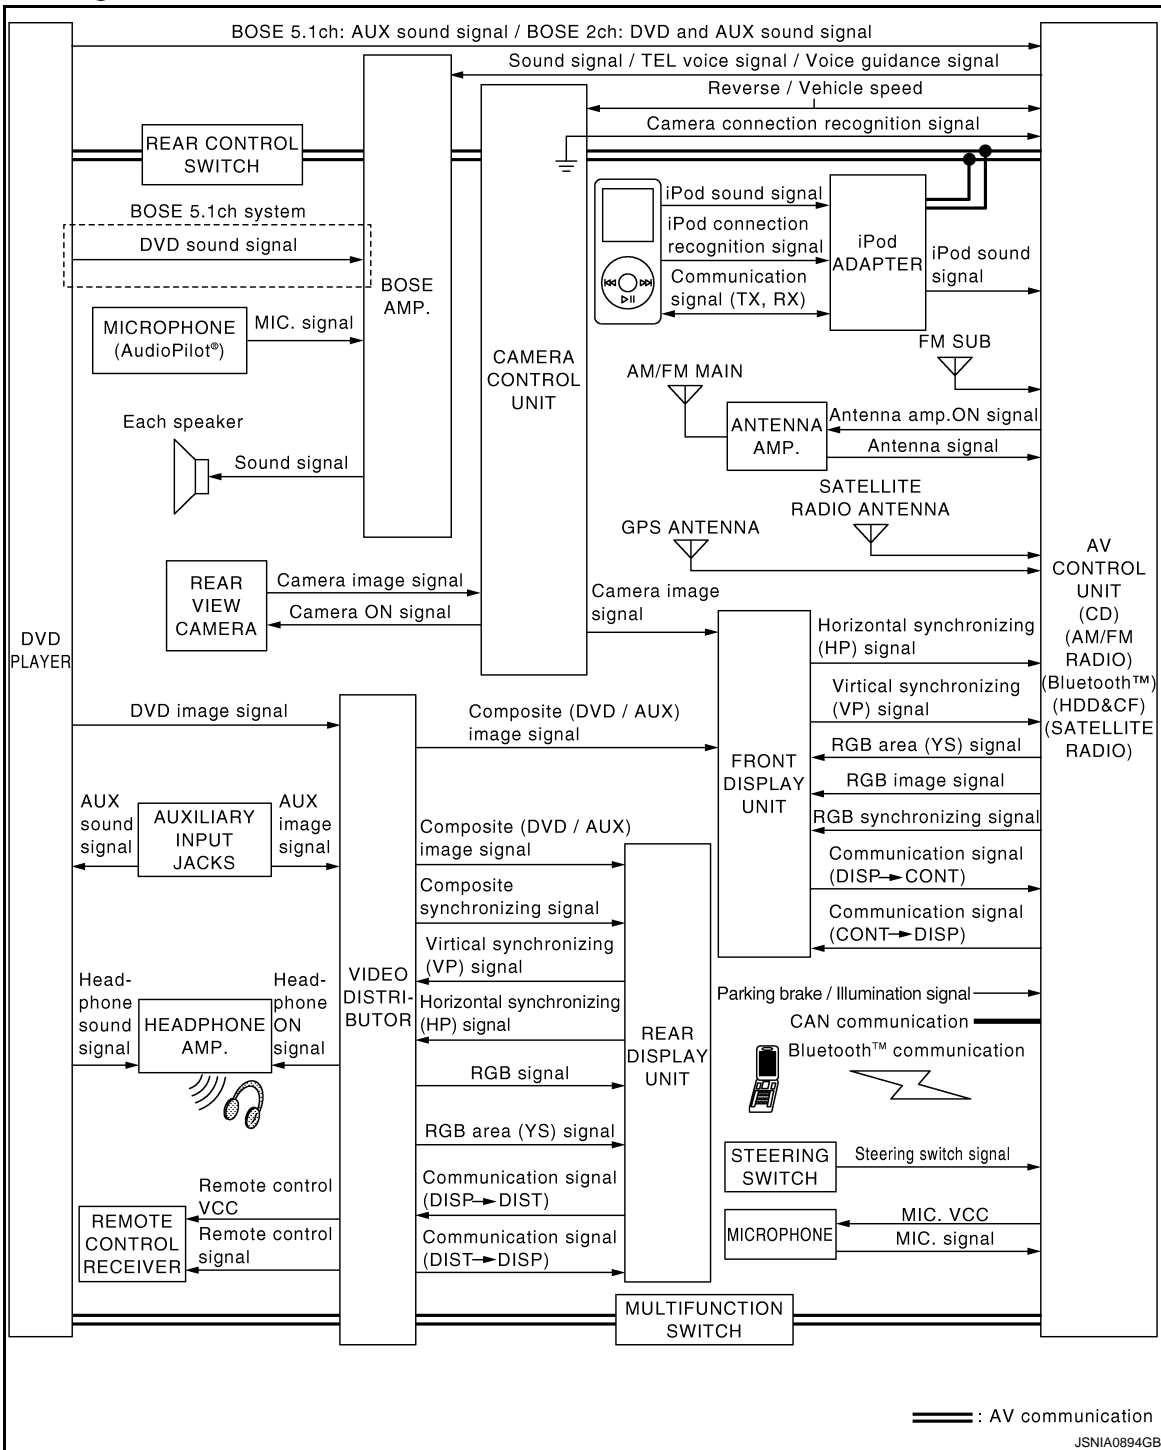 BOSE 5.1ch: AUX sound signal / BOSE 2ch: DVD and AUX sound signal
Sound signal / TEL voice signal / Voice guidance signal
Reverse / Vehicle speed
Camera connection recognition signal
REAR CONTROL
SWITCH
BOSE 5.1ch system
DVD sound signal
BOSE
AMP.
MICROPHONE
(AudioPilot®)
MIC. signal
Each speaker
Sound signal
CAMERA
CONTROL
UNIT
iPod sound signal
iPod connection
recognition signal
Communication
signal (TX, RX)
iPod
ADAPTER
iPod sound
signal
FM SUB
AM/FM MAIN
ANTENNA
AMP.
Antenna amp.ON signal
Antenna signal
SATELLITE
RADIO ANTENNA
GPS ANTENNA
REAR
VIEW
CAMERA
Camera image signal
Camera ON signal
Camera image
signal
DVD
PLAYER
AV
CONTROL
UNIT
(CD)
(AM/FM
RADIO)
(Bluetooth™)
(HDD&CF)
(SATELLITE
RADIO)
Horizontal synchronizing
(HP) signal
Virtical synchronizing
(VP) signal
RGB area (YS) signal
RGB image signal
RGB synchronizing signal
Communication signal
(DISP→CONT)
Communication signal
(CONT→DISP)
FRONT
DISPLAY
UNIT
DVD image signal
Composite (DVD / AUX)
image signal
AUX
sound
signal
AUXILIARY
INPUT
JACKS
AUX
image
signal
Composite (DVD / AUX)
image signal
Composite
synchronizing signal
Virtical synchronizing
(VP) signal
Horizontal synchronizing
(HP) signal
RGB signal
RGB area (YS) signal
Communication signal
(DISP→DIST)
Communication signal
(DIST→DISP)
VIDEO
DISTRI-
BUTOR
REAR
DISPLAY
UNIT
Head-
phone
sound
signal
HEADPHONE
AMP.
Head-
phone
ON
signal
Parking brake / Illumination signal
CAN communication
Bluetooth™ communication
STEERING
SWITCH
Steering switch signal
MICROPHONE
MIC. VCC
MIC. signal
REMOTE
CONTROL
RECEIVER
Remote control
VCC
Remote control
signal
MULTIFUNCTION
SWITCH
: AV communication
JSNIA0894GB